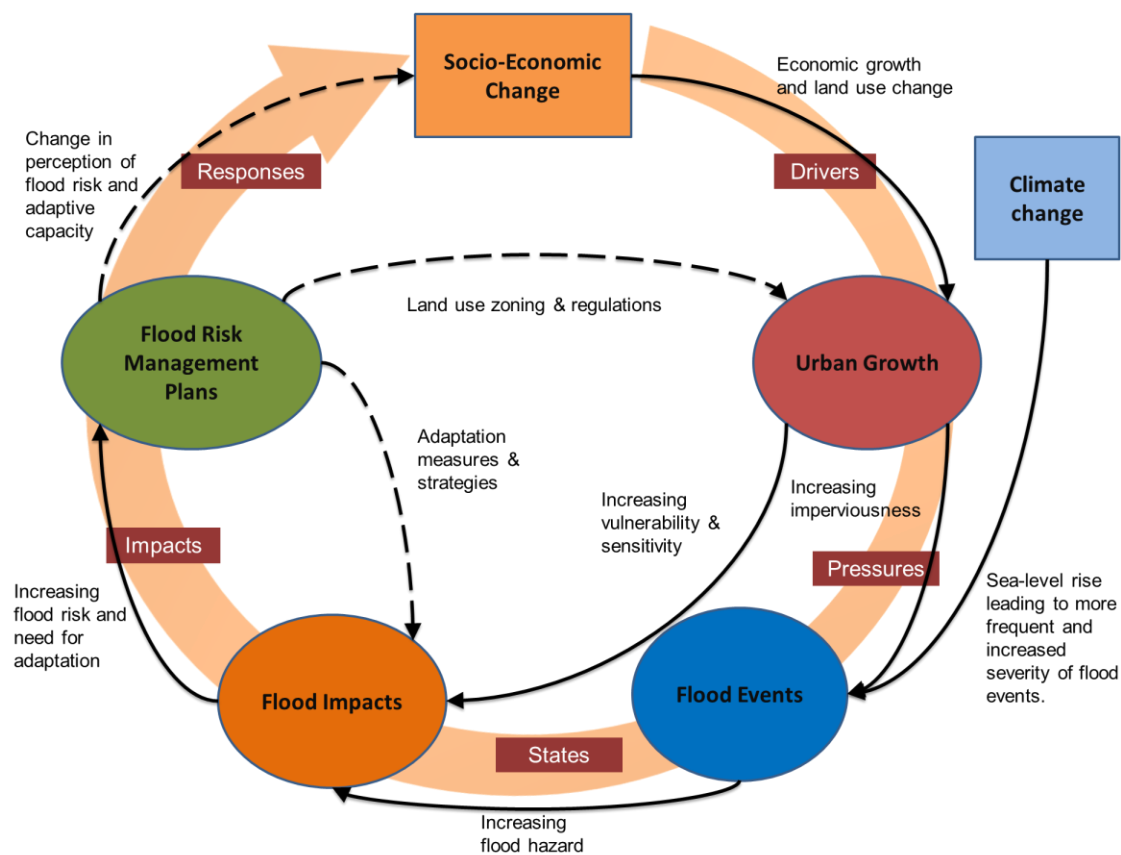 Socio-Economic
Change
Economic growth
and land use change
Change in
perception of
flood risk and
adaptive
capacity
Responses
Drivers
Climate
change
Land use zoning & regulations
Flood Risk
Management
Plans
Urban Growth
Adaptation
measures &
strategies
Increasing
vulnerability &
sensitivity
Increasing
imperviousness
Impacts
Pressures
Increasing
flood risk and
need for
adaptation
Sea-level rise
leading to more
frequent and
increased
severity of flood
events.
Flood Impacts
Flood Events
States
Increasing
flood hazard